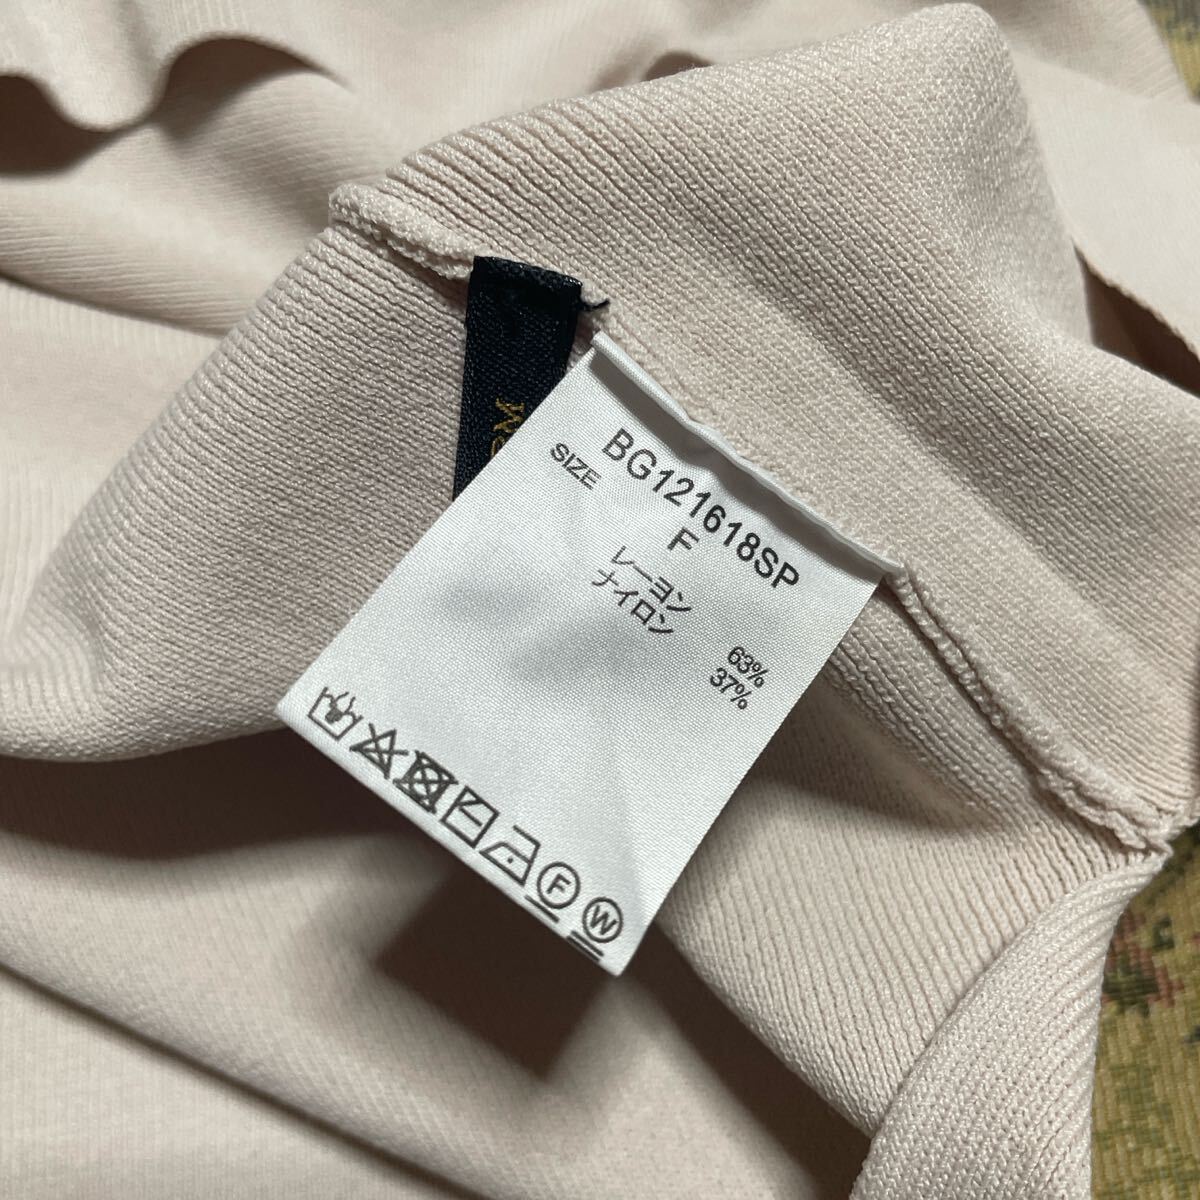 BG121618SP
SIZE F
レーヨン 63%
ナイロン 37%
F
W